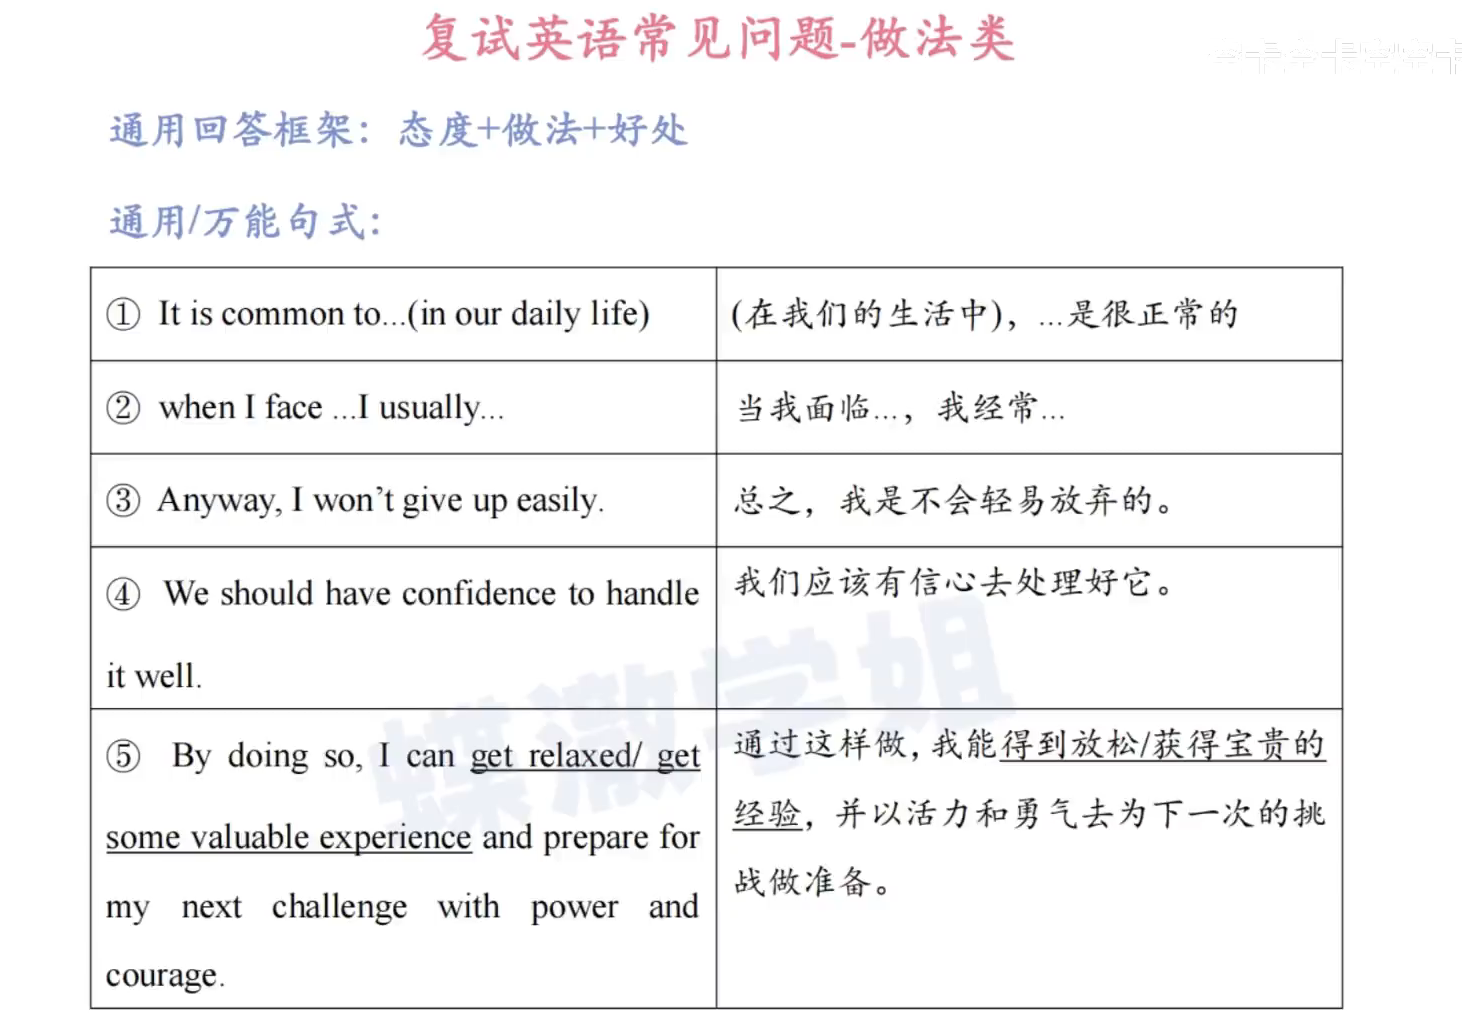 复试英语常见问题-做法类
通用回答框架：态度+做法+好处
通用/万能句式：
① It is common to...(in our daily life)
(在我们的生活中)，...是很正常的
② when I face ...I usually...
当我面临...，我经常...
③ Anyway, I won’t give up easily.
总之，我是不会轻易放弃的。
④ We should have confidence to handle
it well.
我们应该有信心去处理好它。
⑤ By doing so, I can get relaxed/ get
some valuable experience and prepare for
my next challenge with power and
courage.
通过这样做,我能得到放松/获得宝贵的
经验，并以活力和勇气去为下一次的挑
战做准备。
蝶澈学姐